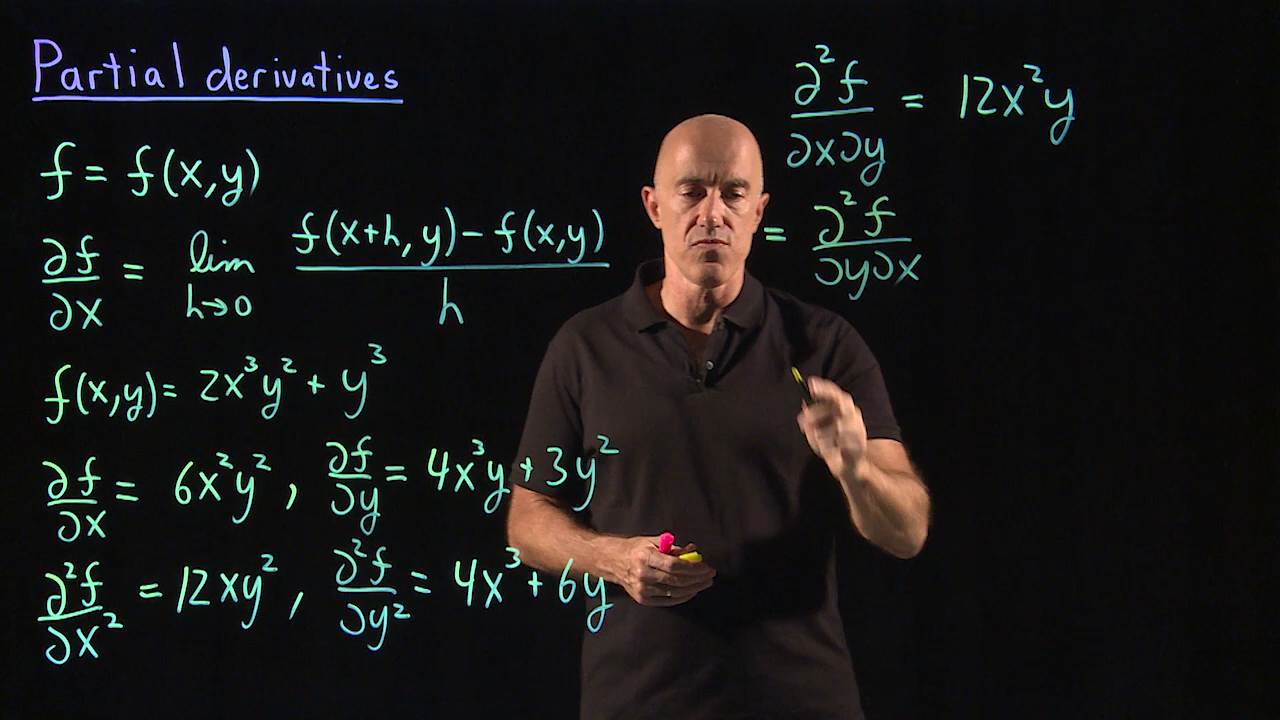 Partial derivatives
f = f(x,y)
∂f/∂x = lim h→0 (f(x+h, y) - f(x,y))/h
f(x,y) = 2x³y² + y³
∂f/∂x = 6x²y² , ∂f/∂y = 4x³y + 3y²
∂²f/∂x² = 12xy² , ∂²f/∂y² = 4x³ + 6y
∂²f/∂x∂y = 12x²y
= ∂²f/∂y∂x